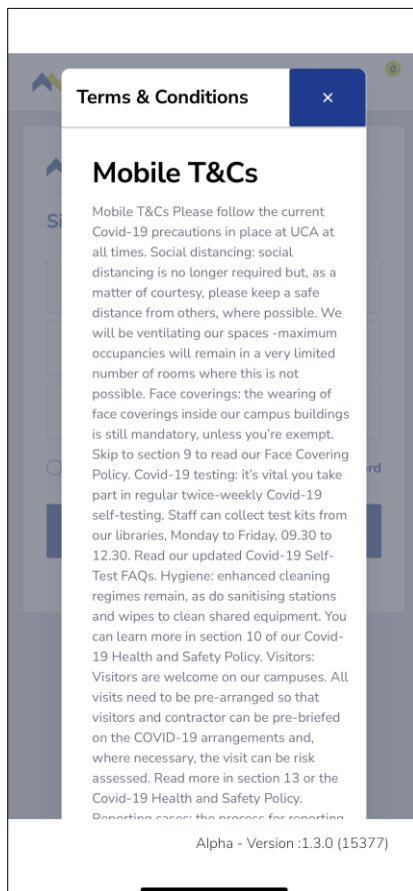 0
Terms & Conditions ×
Mobile T&Cs
Mobile T&Cs Please follow the current
Covid-19 precautions in place at UCA at
all times. Social distancing: social
distancing is no longer required but, as a
matter of courtesy, please keep a safe
distance from others, where possible. We
will be ventilating our spaces -maximum
occupancies will remain in a very limited
number of rooms where this is not
possible. Face coverings: the wearing of
face coverings inside our campus buildings
is still mandatory, unless you’re exempt.
Skip to section 9 to read our Face Covering
Policy. Covid-19 testing: it’s vital you take
part in regular twice-weekly Covid-19
self-testing. Staff can collect test kits from
our libraries, Monday to Friday, 09.30 to
12.30. Read our updated Covid-19 Self-
Test FAQs. Hygiene: enhanced cleaning
regimes remain, as do sanitising stations
and wipes to clean shared equipment. You
can learn more in section 10 of our Covid-
19 Health and Safety Policy. Visitors:
Visitors are welcome on our campuses. All
visits need to be pre-arranged so that
visitors and contractor can be pre-briefed
on the COVID-19 arrangements and,
where necessary, the visit can be risk
assessed. Read more in section 13 or the
Covid-19 Health and Safety Policy.
Reporting cases: the process for reporting
Si
rd
Alpha - Version :1.3.0 (15377)